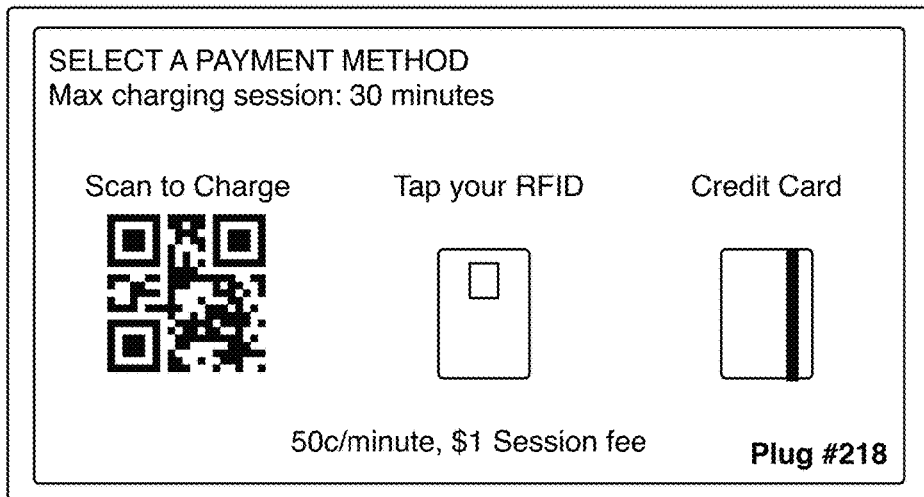 SELECT A PAYMENT METHOD
Max charging session: 30 minutes
Scan to Charge
Tap your RFID
Credit Card
50c/minute, $1 Session fee
Plug #218